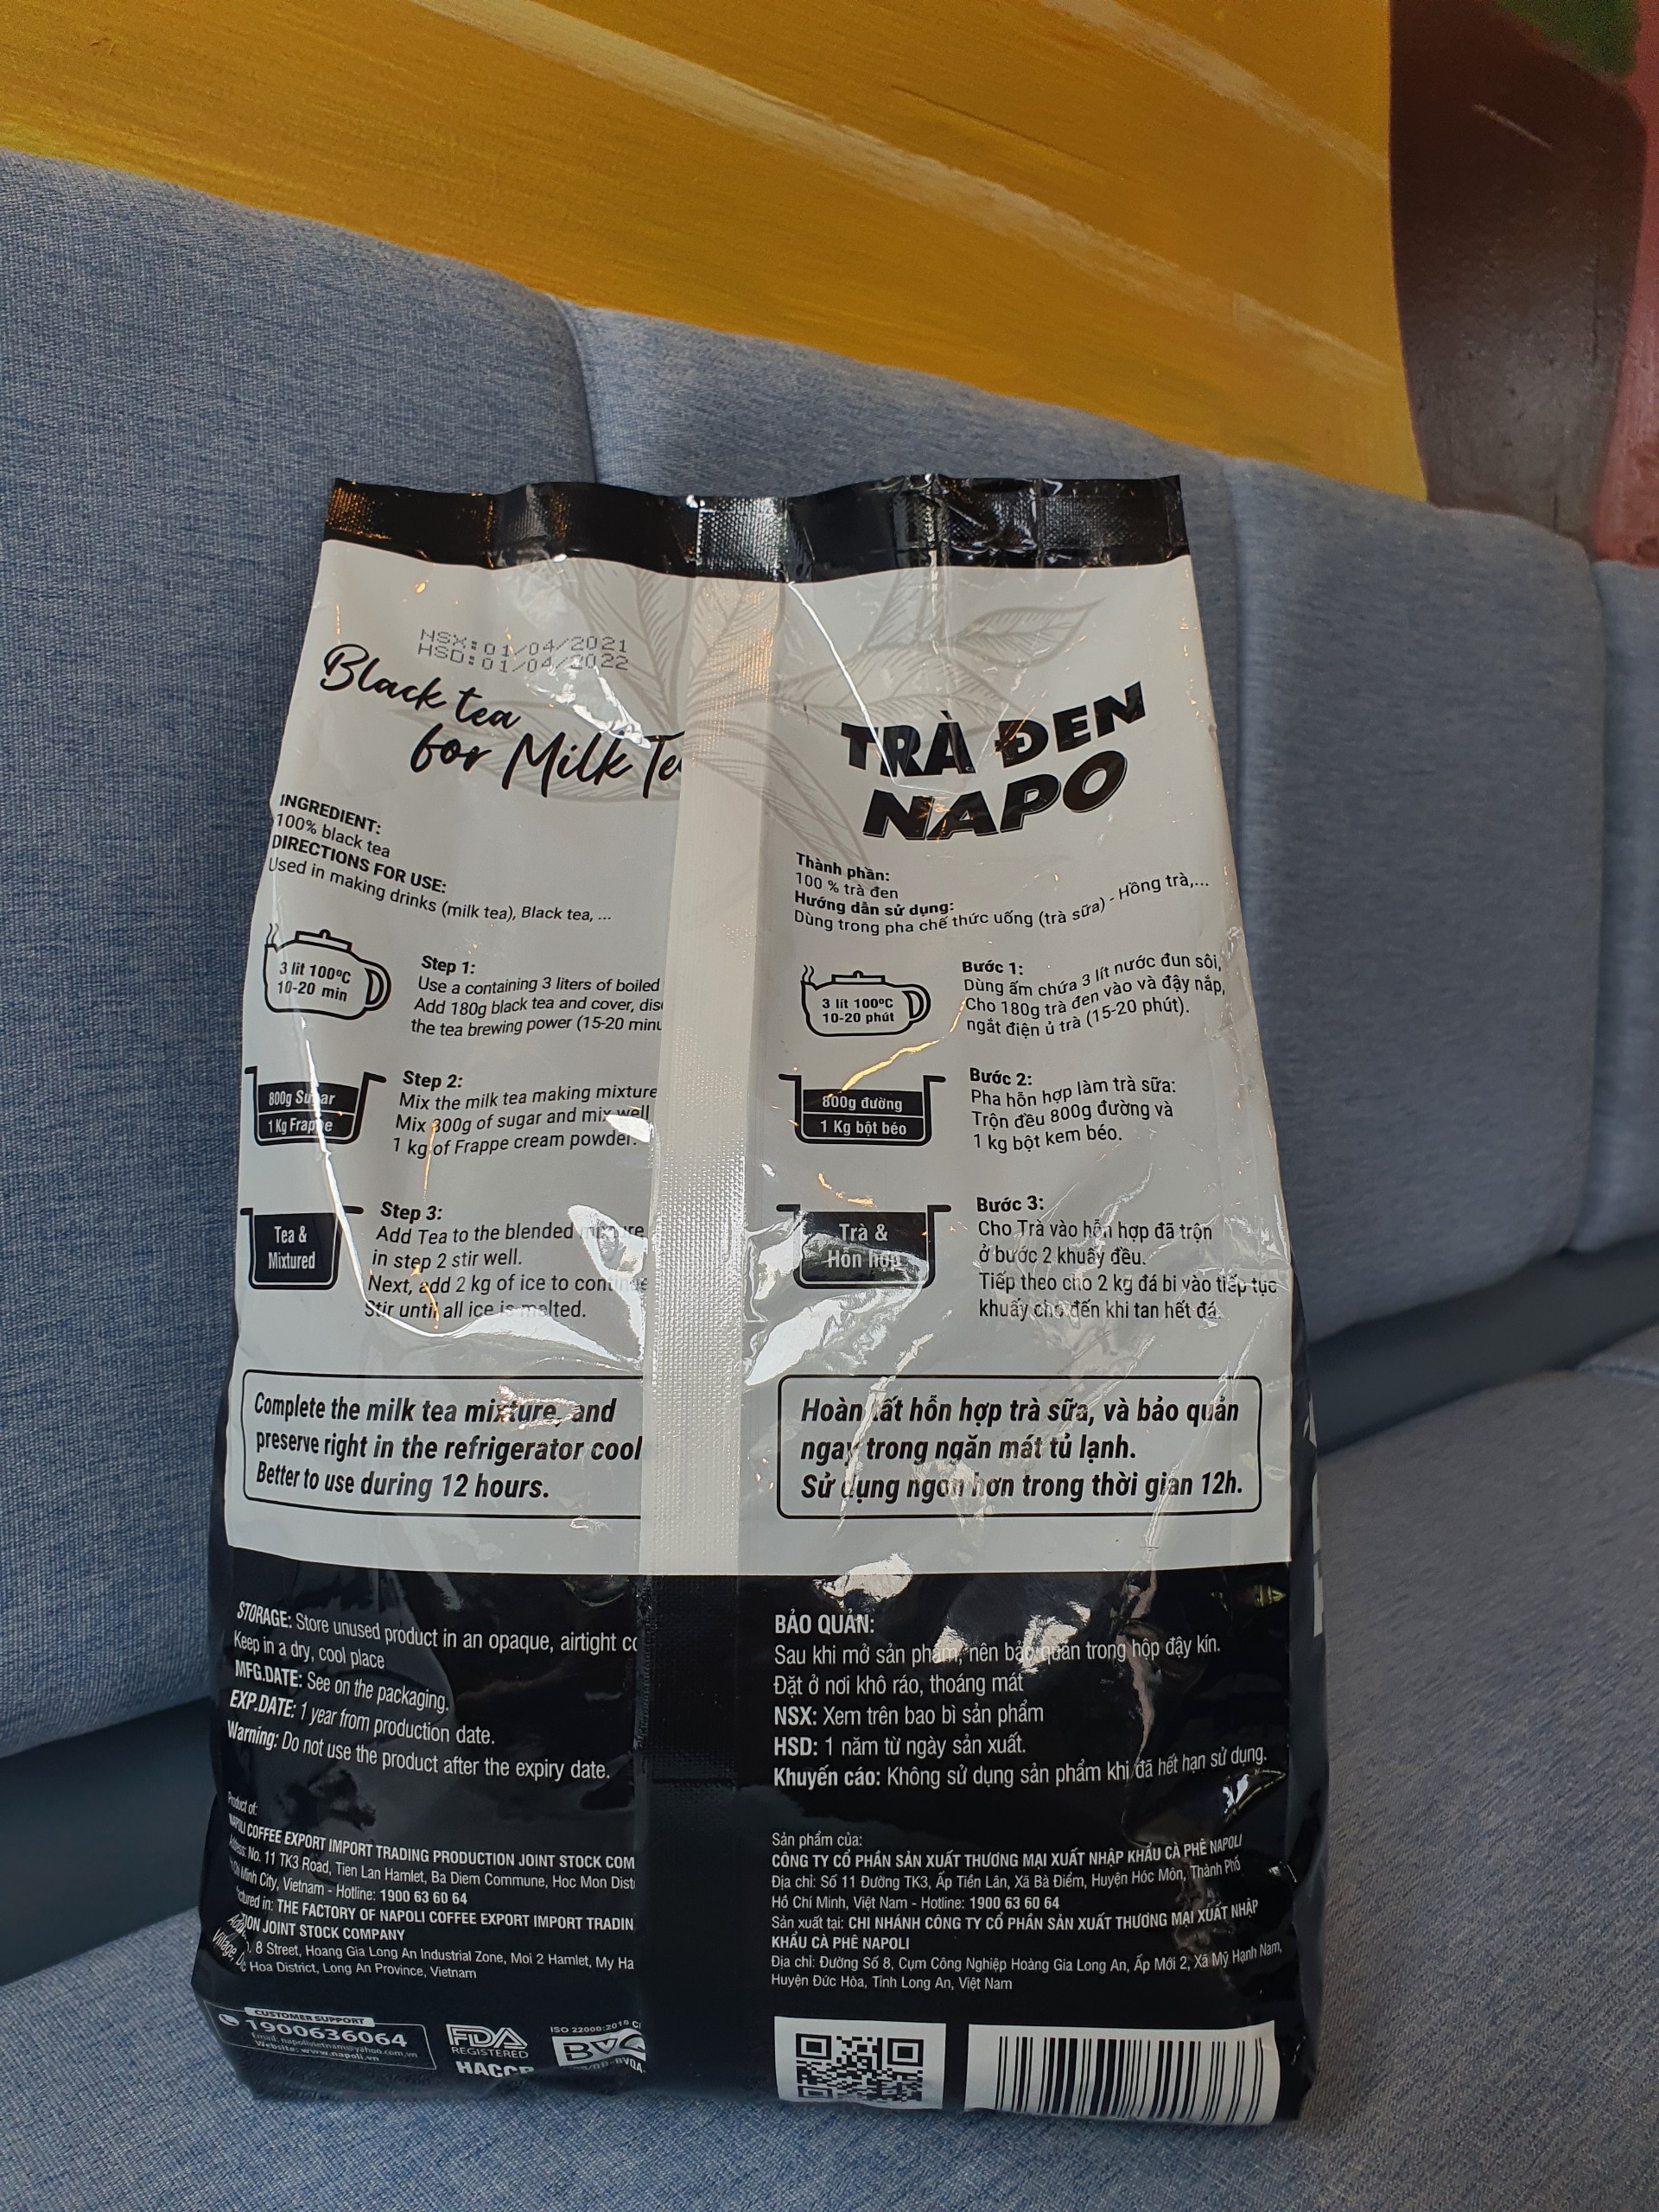 NSX:01/04/2021
HSD:01/04/2022
Black tea
for Milk Te
INGREDIENT:
100% black tea
DIRECTIONS FOR USE:
Used in making drinks (milk tea), Black tea, ...
3 lit 100ºC
10-20 min
Step 1:
Use a containing 3 liters of boiled
Add 180g black tea and cover, dis
the tea brewing power (15-20 minu
800g Sugar
1 Kg Frappe
Step 2:
Mix the milk tea making mixture
Mix 800g of sugar and mix well
1 kg of Frappe cream powder.
Tea &
Mixtured
Step 3:
Add Tea to the blended mixture
in step 2 stir well.
Next, add 2 kg of ice to continue
Stir until all ice is melted.
Complete the milk tea mixture, and
preserve right in the refrigerator cool
Better to use during 12 hours.
STORAGE: Store unused product in an opaque, airtight co
Keep in a dry, cool place
MFG.DATE: See on the packaging.
EXP.DATE: 1 year from production date.
Warning: Do not use the product after the expiry date.
Product of:
NAPOLI COFFEE EXPORT IMPORT TRADING PRODUCTION JOINT STOCK COM
Address: No. 11 TK3 Road, Tien Lan Hamlet, Ba Diem Commune, Hoc Mon Dist
Minh City, Vietnam - Hotline: 1900 63 60 64
in: THE FACTORY OF NAPOLI COFFEE EXPORT IMPORT TRADIN
JOINT STOCK COMPANY
8 Street, Hoang Gia Long An Industrial Zone, Moi 2 Hamlet, My Ha
Village, Hoa District, Long An Province, Vietnam
CUSTOMER SUPPORT
1900636064
Email: napolivietnam@yahoo.com.vn
Website: www.napoli.vn
FDA
REGISTERED
HACCP
ISO 22000:2018
TRÀ ĐEN
NAPO
Thành phần:
100 % trà đen
Hướng dẫn sử dụng:
Dùng trong pha chế thức uống (trà sữa) - Hồng trà,...
3 lít 100ºC
10-20 phút
Bước 1:
Dùng ấm chứa 3 lít nước đun sôi,
Cho 180g trà đen vào và đậy nắp,
ngắt điện ủ trà (15-20 phút).
800g đường
1 Kg bột béo
Bước 2:
Pha hỗn hợp làm trà sữa:
Trộn đều 800g đường và
1 kg bột kem béo.
Trà &
Hỗn hợp
Bước 3:
Cho Trà vào hỗn hợp đã trộn
ở bước 2 khuấy đều.
Tiếp theo cho 2 kg đá bi vào tiếp tục
khuấy cho đến khi tan hết đá.
Hoàn tất hỗn hợp trà sữa, và bảo quản
ngay trong ngăn mát tủ lạnh.
Sử dụng ngon hơn trong thời gian 12h.
BẢO QUẢN:
Sau khi mở sản phẩm, nên bảo quản trong hộp đậy kín.
Đặt ở nơi khô ráo, thoáng mát
NSX: Xem trên bao bì sản phẩm
HSD: 1 năm từ ngày sản xuất.
Khuyến cáo: Không sử dụng sản phẩm khi đã hết hạn sử dụng.
Sản phẩm của:
CÔNG TY CỔ PHẦN SẢN XUẤT THƯƠNG MẠI XUẤT NHẬP KHẨU CÀ PHÊ NAPOLI
Địa chỉ: Số 11 Đường TK3, Ấp Tiền Lân, Xã Bà Điểm, Huyện Hóc Môn, Thành Phố
Hồ Chí Minh, Việt Nam - Hotline: 1900 63 60 64
Sản xuất tại: CHI NHÁNH CÔNG TY CỔ PHẦN SẢN XUẤT THƯƠNG MẠI XUẤT NHẬP
KHẨU CÀ PHÊ NAPOLI
Địa chỉ: Đường Số 8, Cụm Công Nghiệp Hoàng Gia Long An, Ấp Mới 2, Xã Mỹ Hạnh Nam,
Huyện Đức Hòa, Tỉnh Long An, Việt Nam